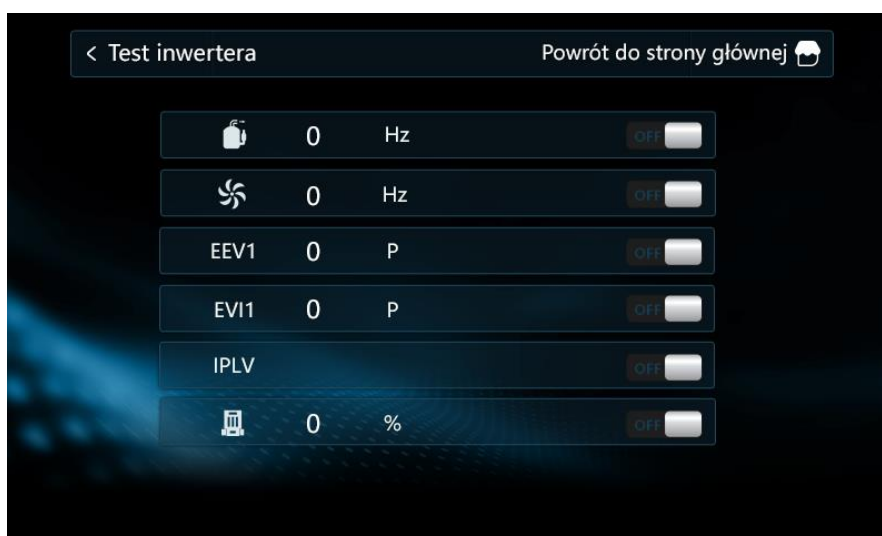 < Test inwertera Powrót do strony głównej
0 Hz OFF
0 Hz OFF
EEV1 0 P OFF
EVI1 0 P OFF
IPLV OFF
0 % OFF